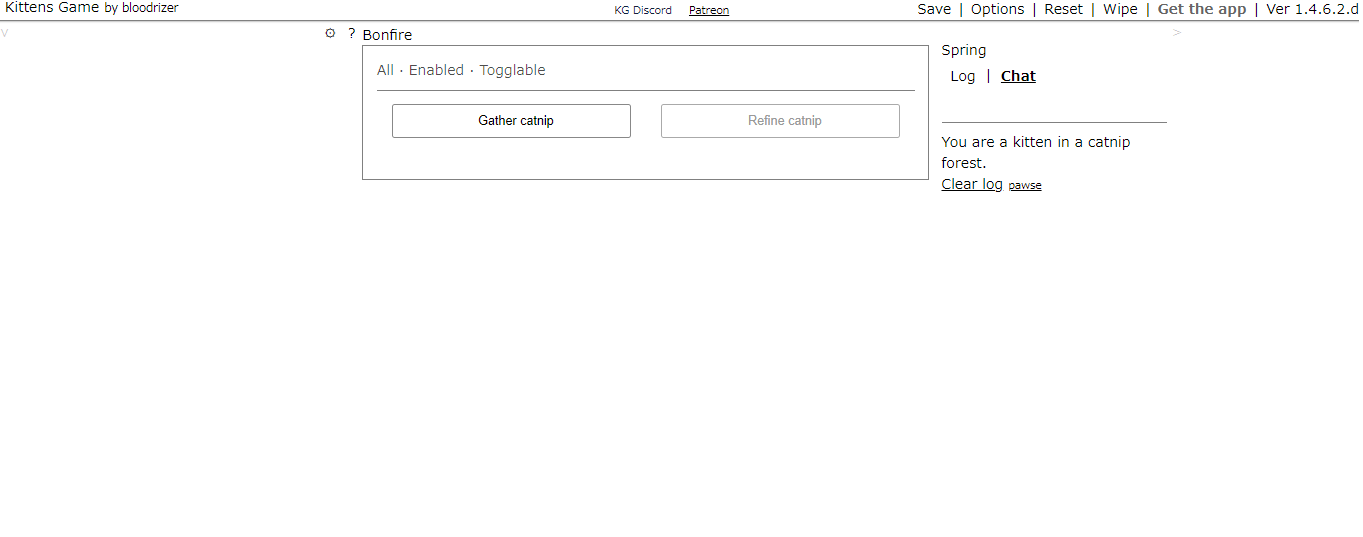 Kittens Game by bloodrizer KG Discord Patreon Save | Options | Reset | Wipe | Get the app | Ver 1.4.6.2.d
v ⚙ ? Bonfire >
All · Enabled · Togglable
Gather catnip Refine catnip
Spring
Log | Chat
You are a kitten in a catnip
forest.
Clear log pawse